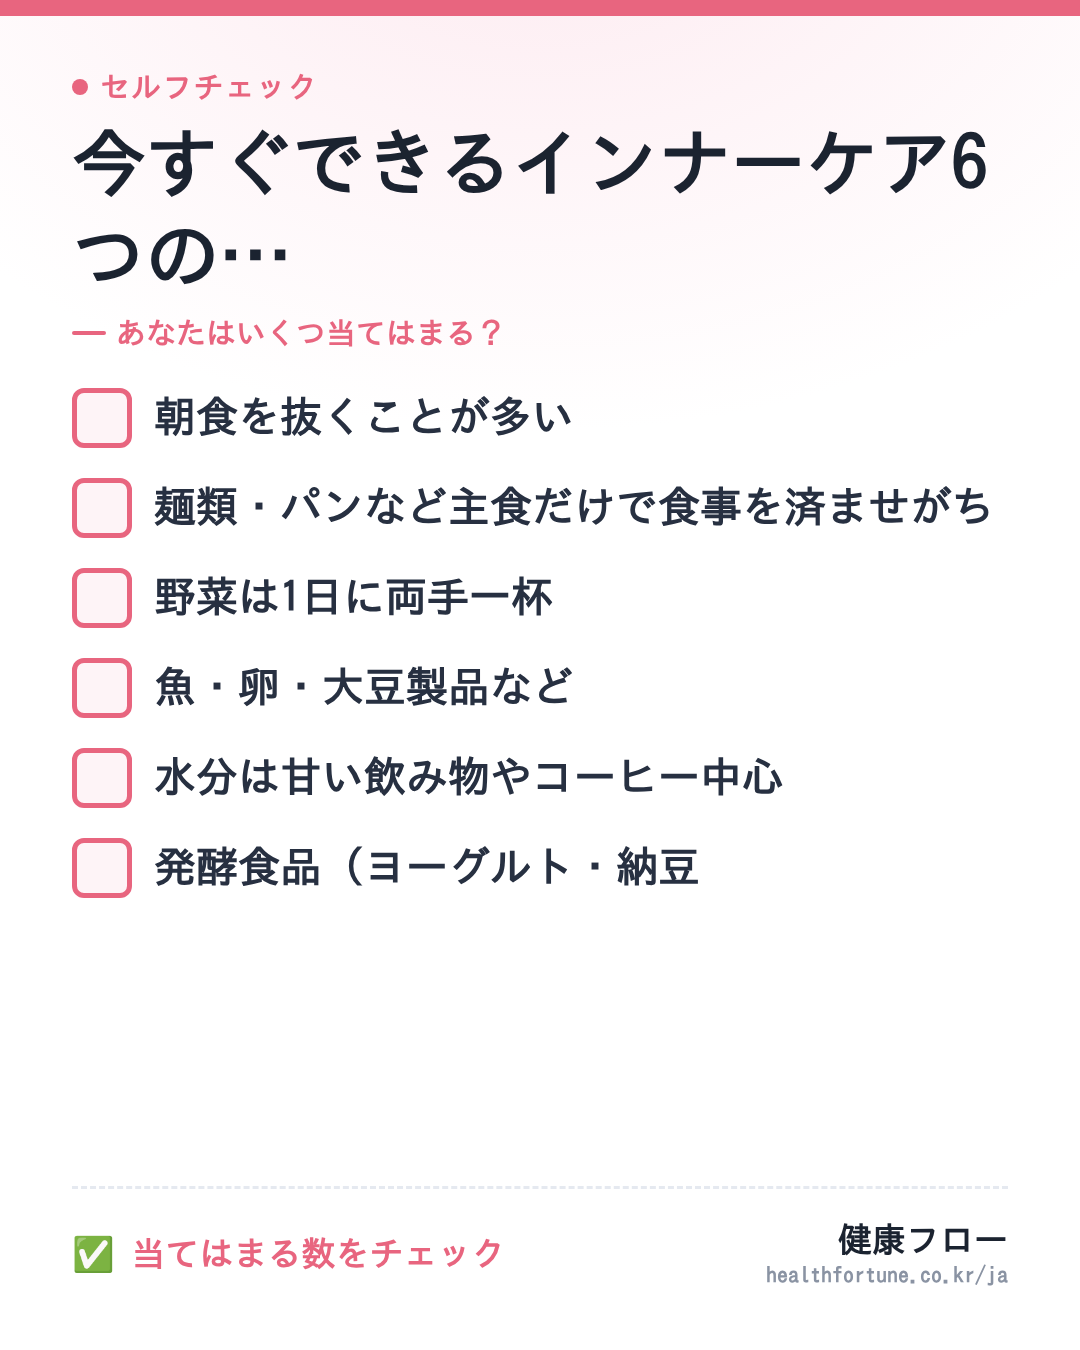 セルフチェック
今すぐできるインナーケア6
つの…
あなたはいくつ当てはまる？
朝食を抜くことが多い
麺類・パンなど主食だけで食事を済ませがち
野菜は1日に両手一杯
魚・卵・大豆製品など
水分は甘い飲み物やコーヒー中心
発酵食品（ヨーグルト・納豆
✅ 当てはまる数をチェック
健康フロー
healthfortune.co.kr/ja